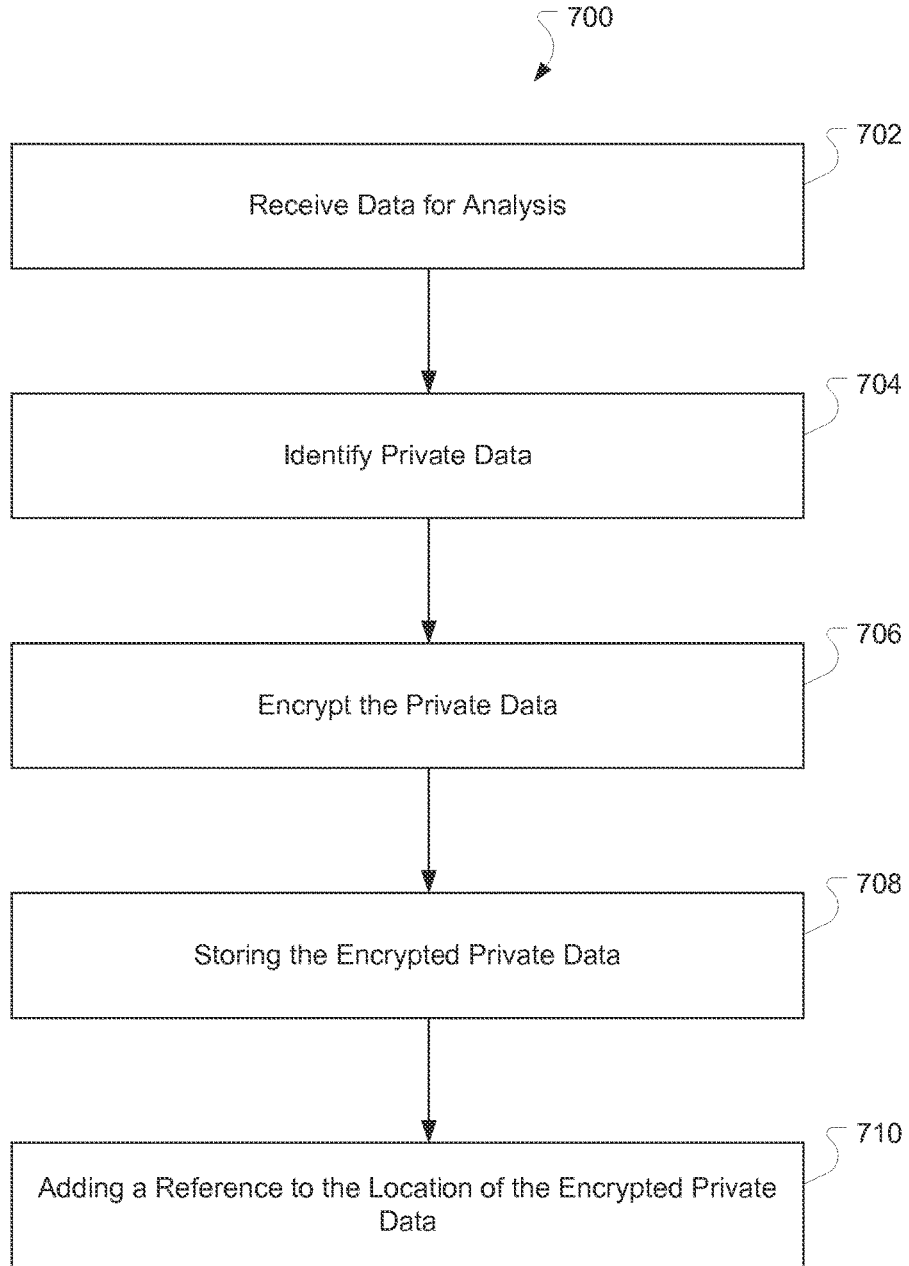 700
702
Receive Data for Analysis
704
Identify Private Data
706
Encrypt the Private Data
708
Storing the Encrypted Private Data
710
Adding a Reference to the Location of the Encrypted Private
Data